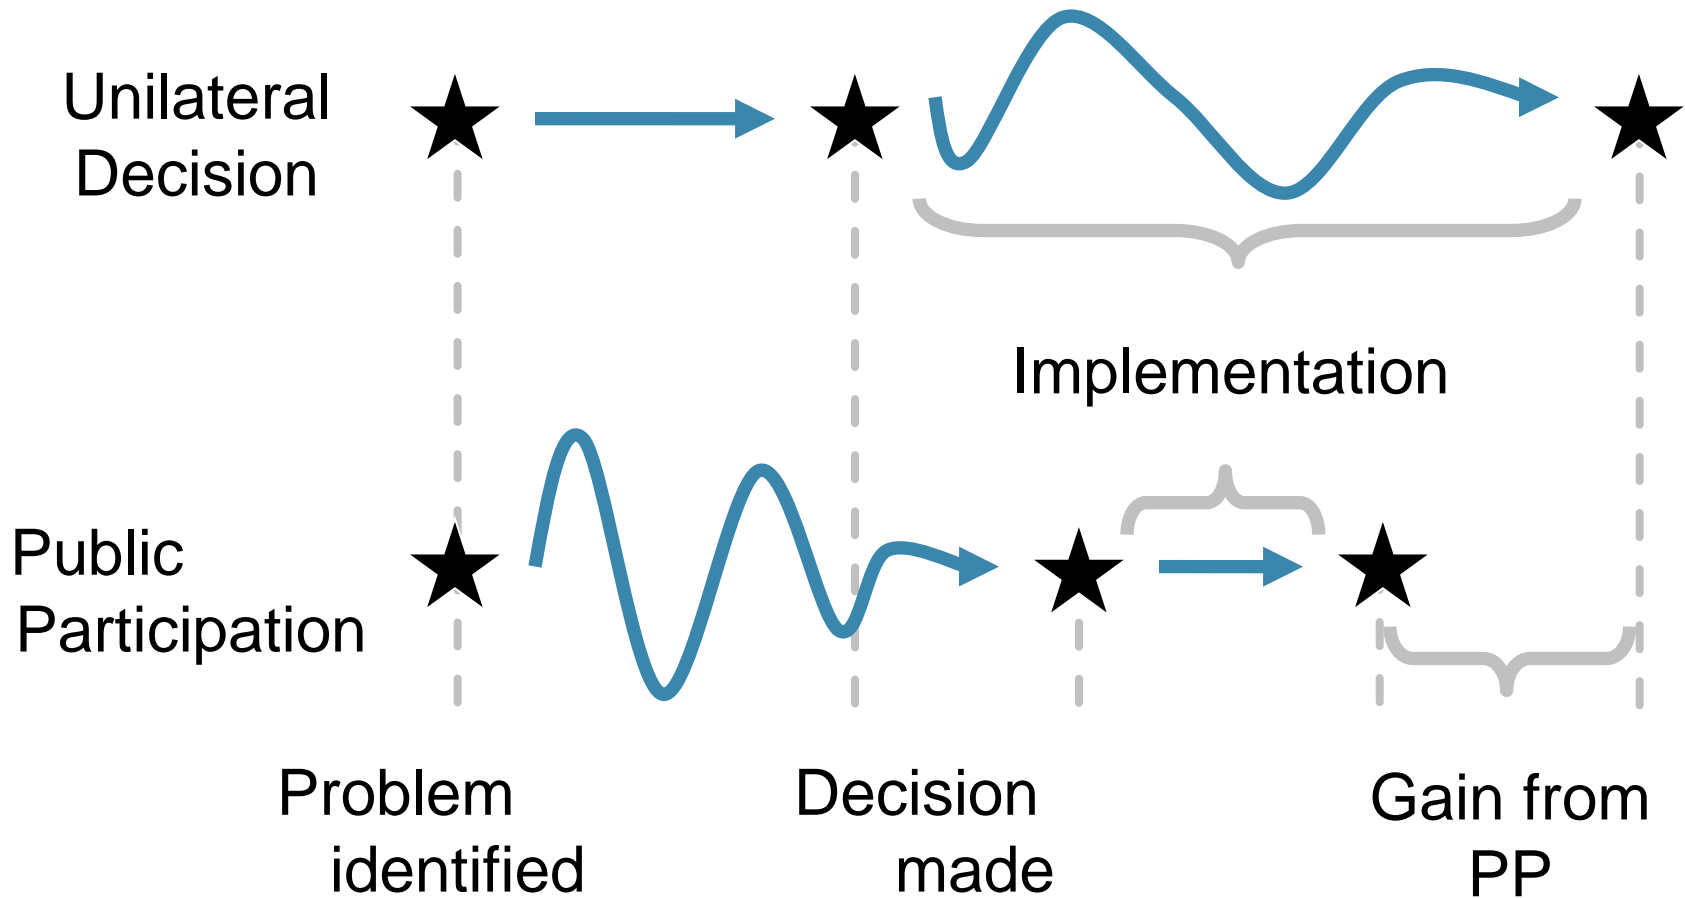 Unilateral
Decision
Implementation
Public
Participation
Problem
identified
Decision
made
Gain from
PP